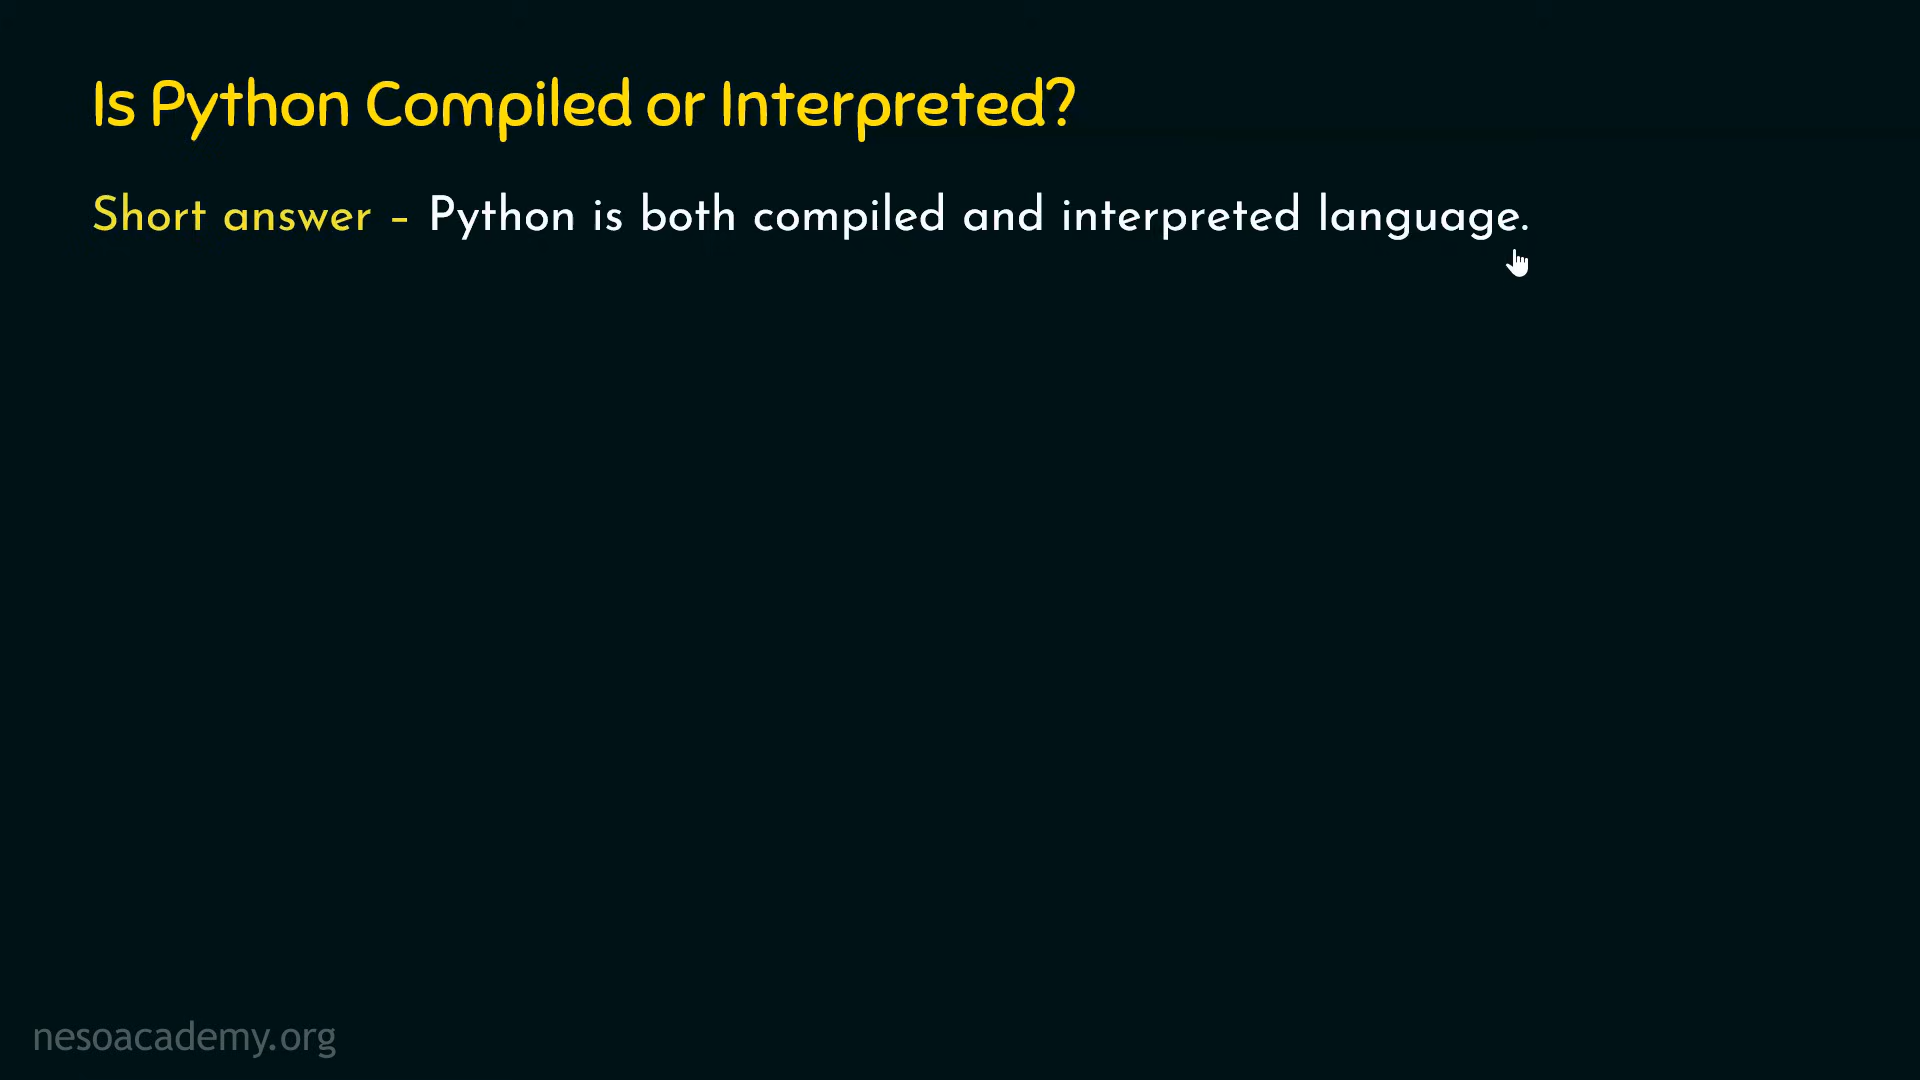 Is Python Compiled or Interpreted?
Short answer – Python is both compiled and interpreted language.
nesoacademy.org